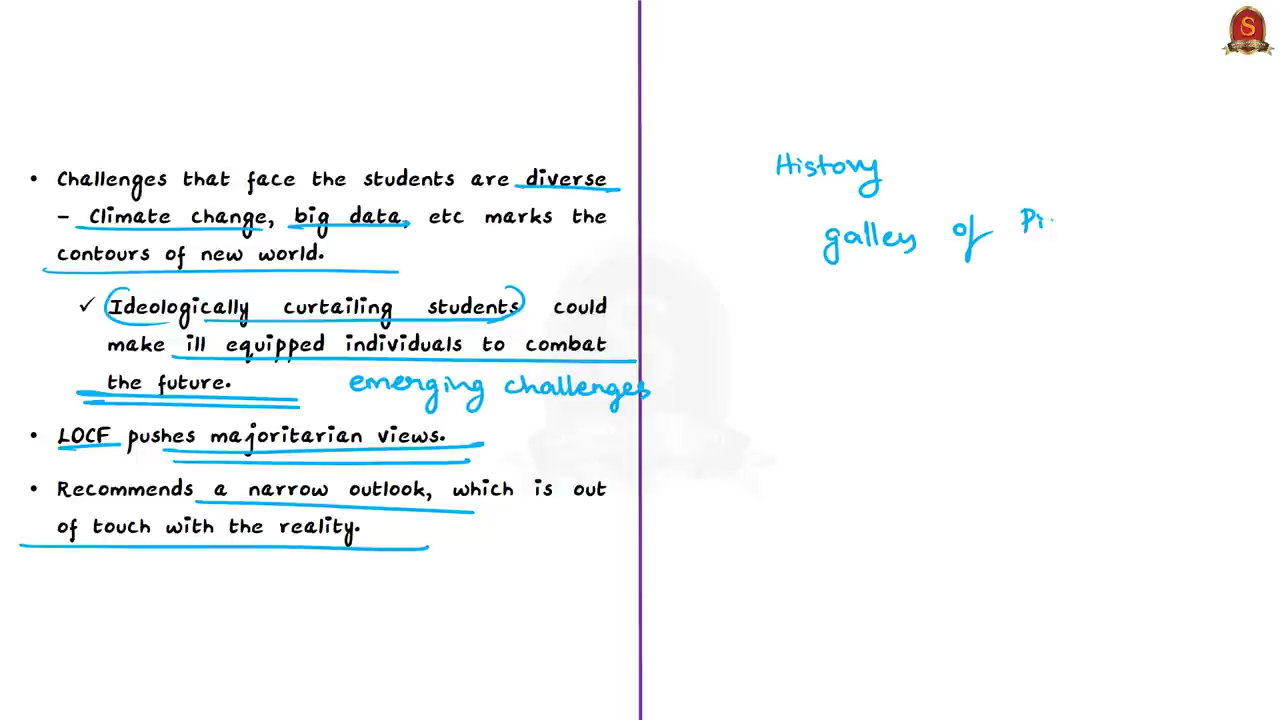 • Challenges that face the students are diverse
– Climate change, big data, etc marks the
contours of new world.
✓ Ideologically curtailing students could
make ill equipped individuals to combat
the future.
emerging challenges
• LOCF pushes majoritarian views.
• Recommends a narrow outlook, which is out
of touch with the reality.
History
of Pi
S